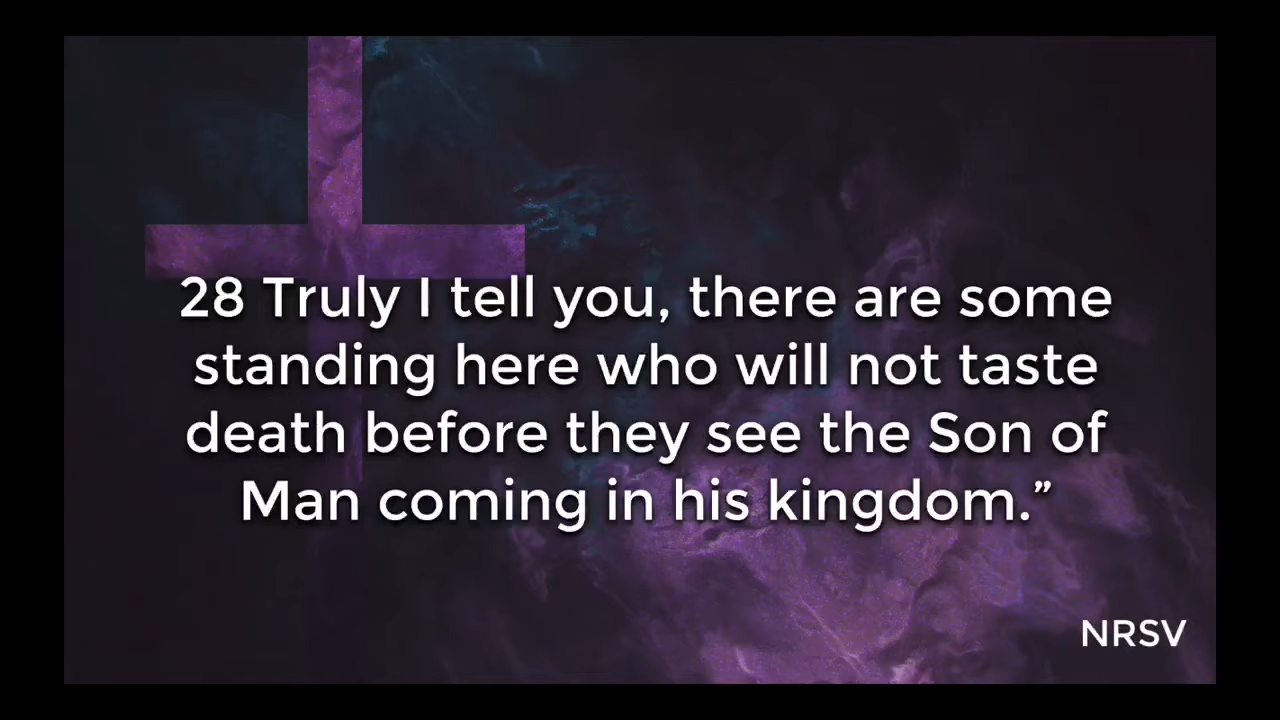 28 Truly I tell you, there are some
standing here who will not taste
death before they see the Son of
Man coming in his kingdom.”
NRSV